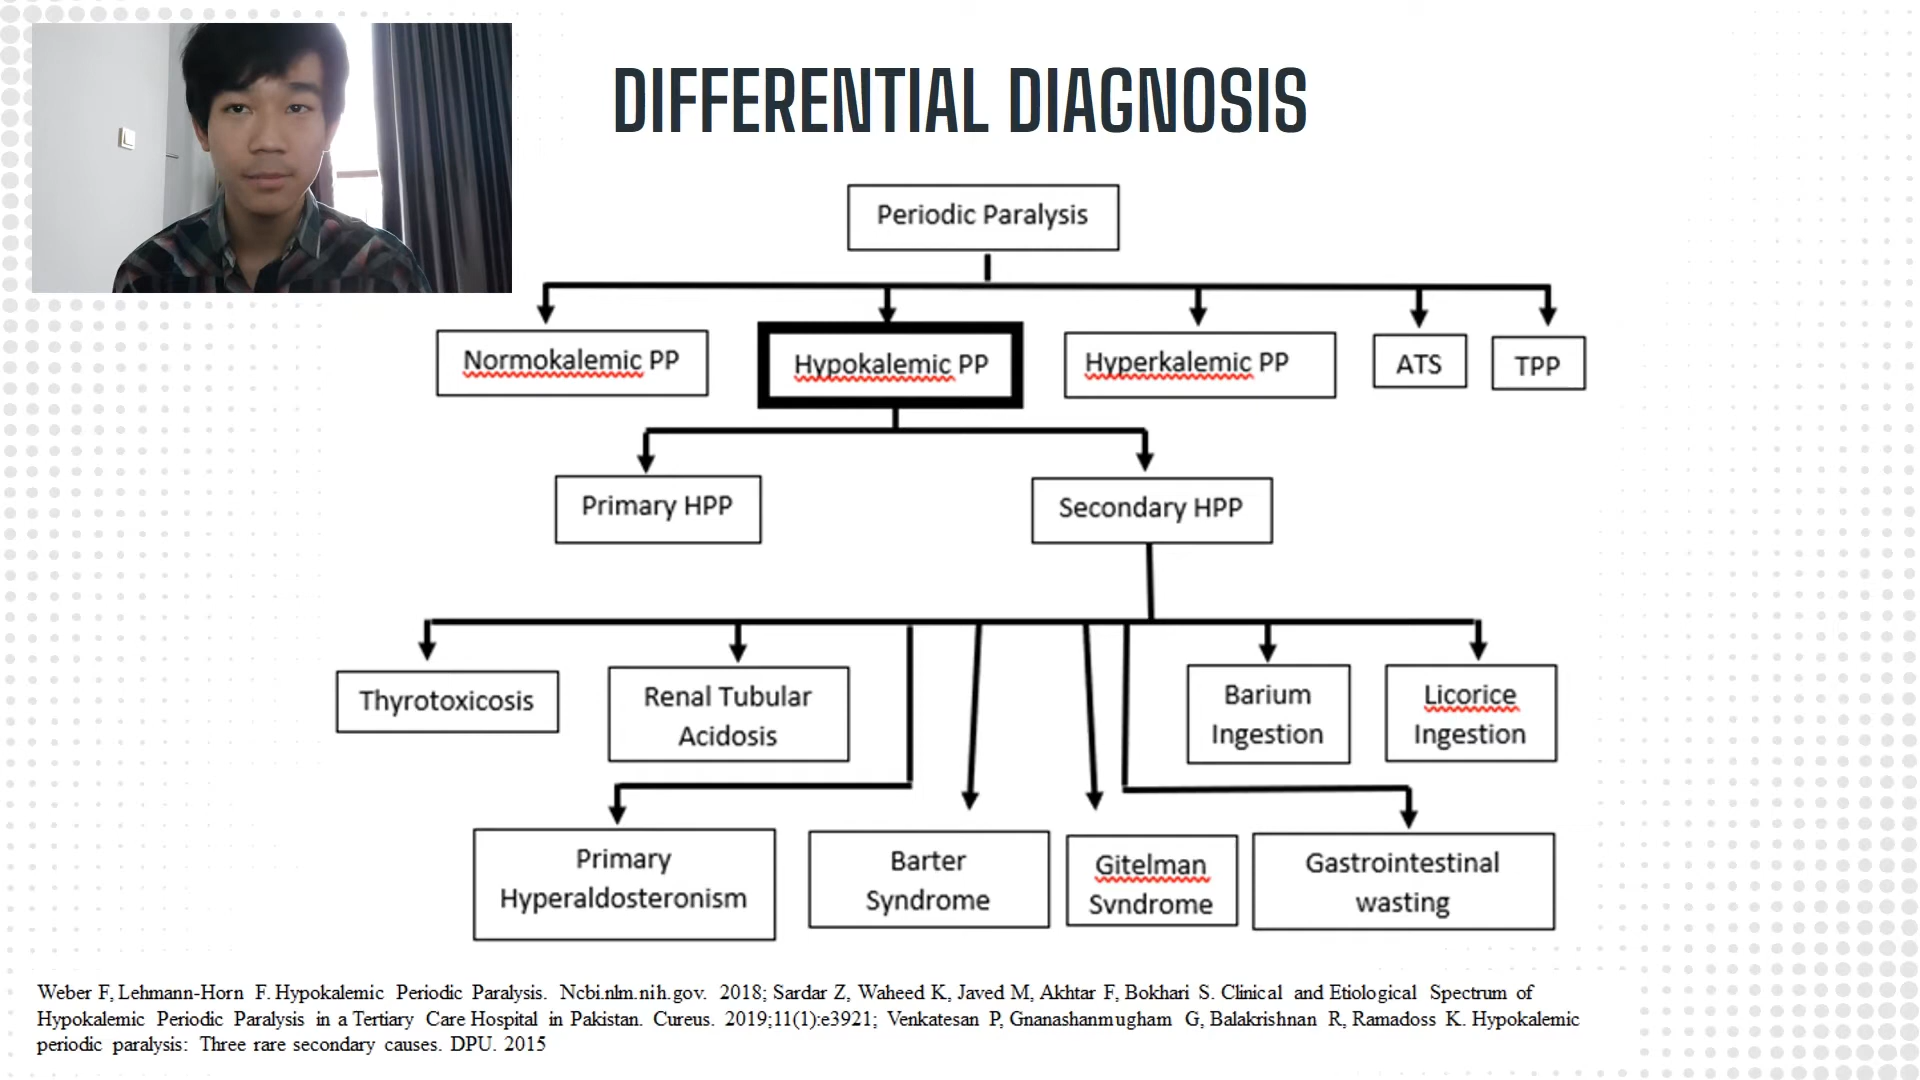 DIFFERENTIAL DIAGNOSIS
Periodic Paralysis
Normokalemic PP
Hypokalemic PP
Hyperkalemic PP
ATS
TPP
Primary HPP
Secondary HPP
Thyrotoxicosis
Renal Tubular
Acidosis
Barium
Ingestion
Licorice
Ingestion
Primary
Hyperaldosteronism
Barter
Syndrome
Gitelman
Syndrome
Gastrointestinal
wasting
Weber F, Lehmann-Horn F. Hypokalemic Periodic Paralysis. Ncbi.nlm.nih.gov. 2018; Sardar Z, Waheed K, Javed M, Akhtar F, Bokhari S. Clinical and Etiological Spectrum of
Hypokalemic Periodic Paralysis in a Tertiary Care Hospital in Pakistan. Cureus. 2019;11(1):e3921; Venkatesan P, Gnanashanmugham G, Balakrishnan R, Ramadoss K. Hypokalemic
periodic paralysis: Three rare secondary causes. DPU. 2015